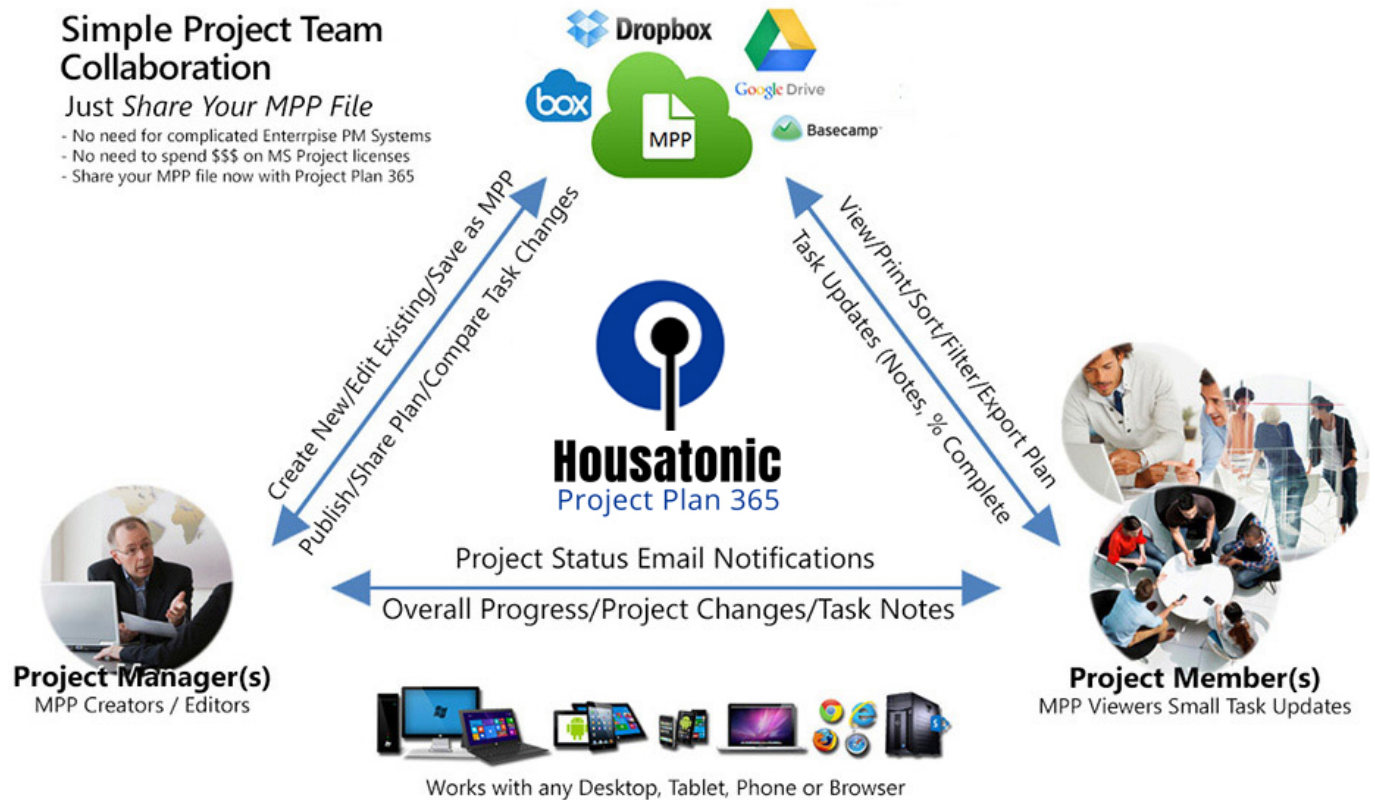 Simple Project Team
Collaboration
Just Share Your MPP File
- No need for complicated Enterrpise PM Systems
- No need to spend $$$ on MS Project licenses
- Share your MPP file now with Project Plan 365
Dropbox
box
MPP
Google Drive
Basecamp
Create New/Edit Existing/Save as MPP
Publish/Share Plan/Compare Task Changes
View/Print/Sort/Filter/Export Plan
Task Updates (Notes, % Complete
Housatonic
Project Plan 365
Project Status Email Notifications
Overall Progress/Project Changes/Task Notes
Project Manager(s)
MPP Creators / Editors
Project Member(s)
MPP Viewers Small Task Updates
Works with any Desktop, Tablet, Phone or Browser